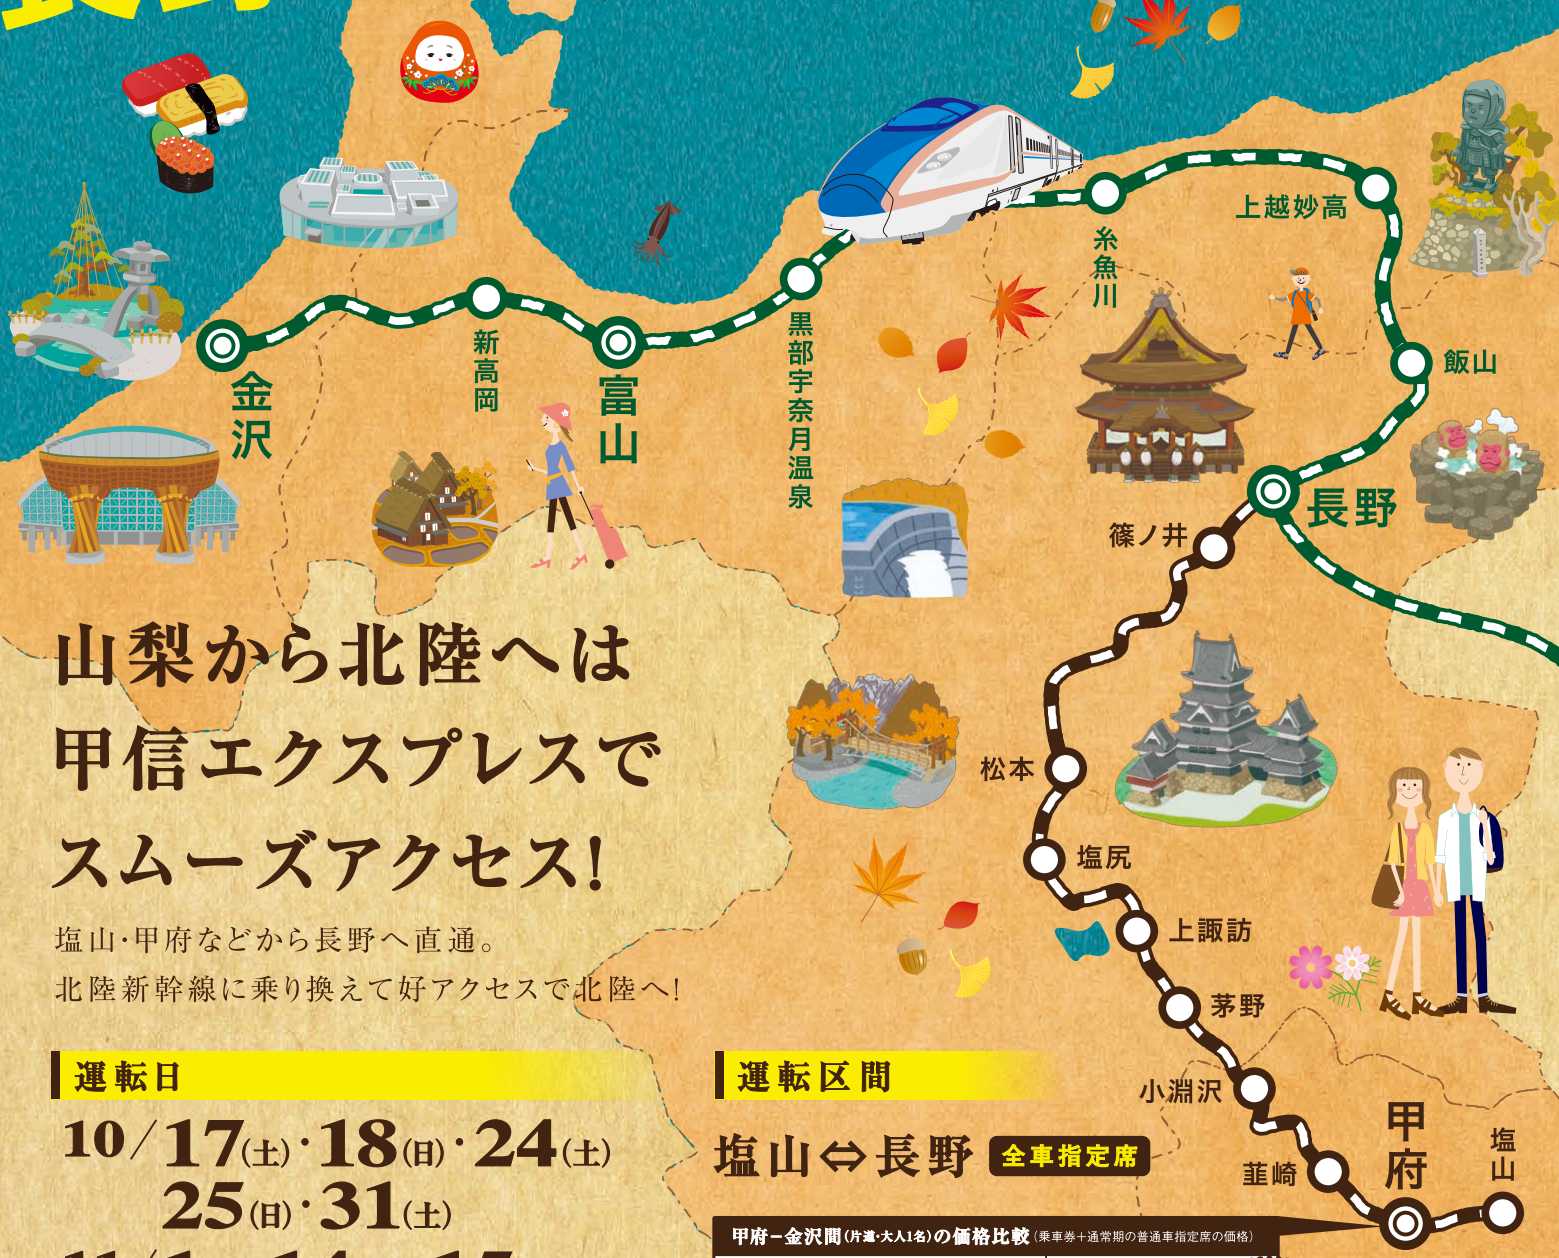 上越妙高
糸魚川
金沢
新高岡
富山
黒部宇奈月温泉
飯山
長野
篠ノ井
山梨から北陸へは
甲信エクスプレスで
スムーズアクセス!
松本
塩尻
上諏訪
茅野
小淵沢
韮崎
甲府
塩山
塩山・甲府などから長野へ直通。
北陸新幹線に乗り換えて好アクセスで北陸へ!
運転日
10/17(土)・18(日)・24(土)
25(日)・31(土)
運転区間
塩山⇔長野 全車指定席
甲府−金沢間(片道・大人1名)の価格比較(乗車券+通常期の普通車指定席の価格)